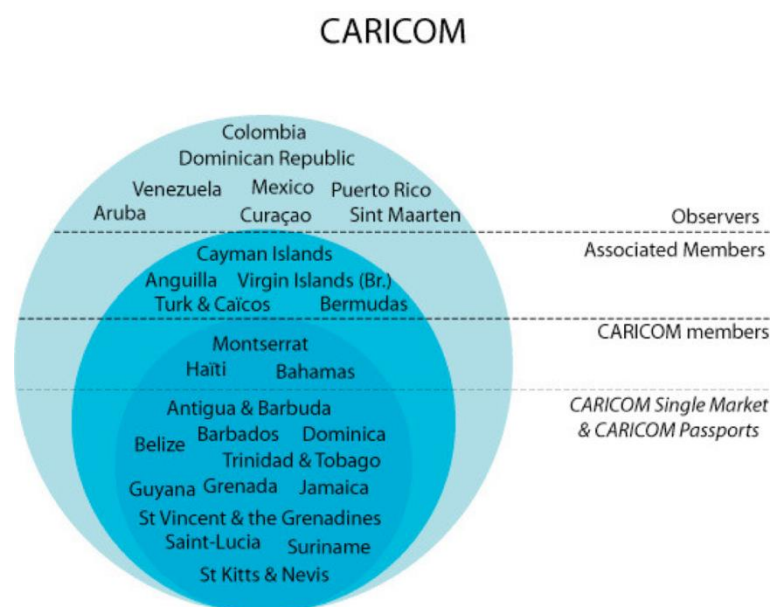 CARICOM
Colombia
Dominican Republic
Venezuela Mexico Puerto Rico
Aruba Curaçao Sint Maarten
Observers
Cayman Islands
Associated Members
Anguilla Virgin Islands (Br.)
Turk & Caïcos Bermudas
Montserrat
CARICOM members
Haïti Bahamas
Antigua & Barbuda
CARICOM Single Market
& CARICOM Passports
Barbados Dominica
Belize
Trinidad & Tobago
Guyana Grenada Jamaica
St Vincent & the Grenadines
Saint-Lucia Suriname
St Kitts & Nevis